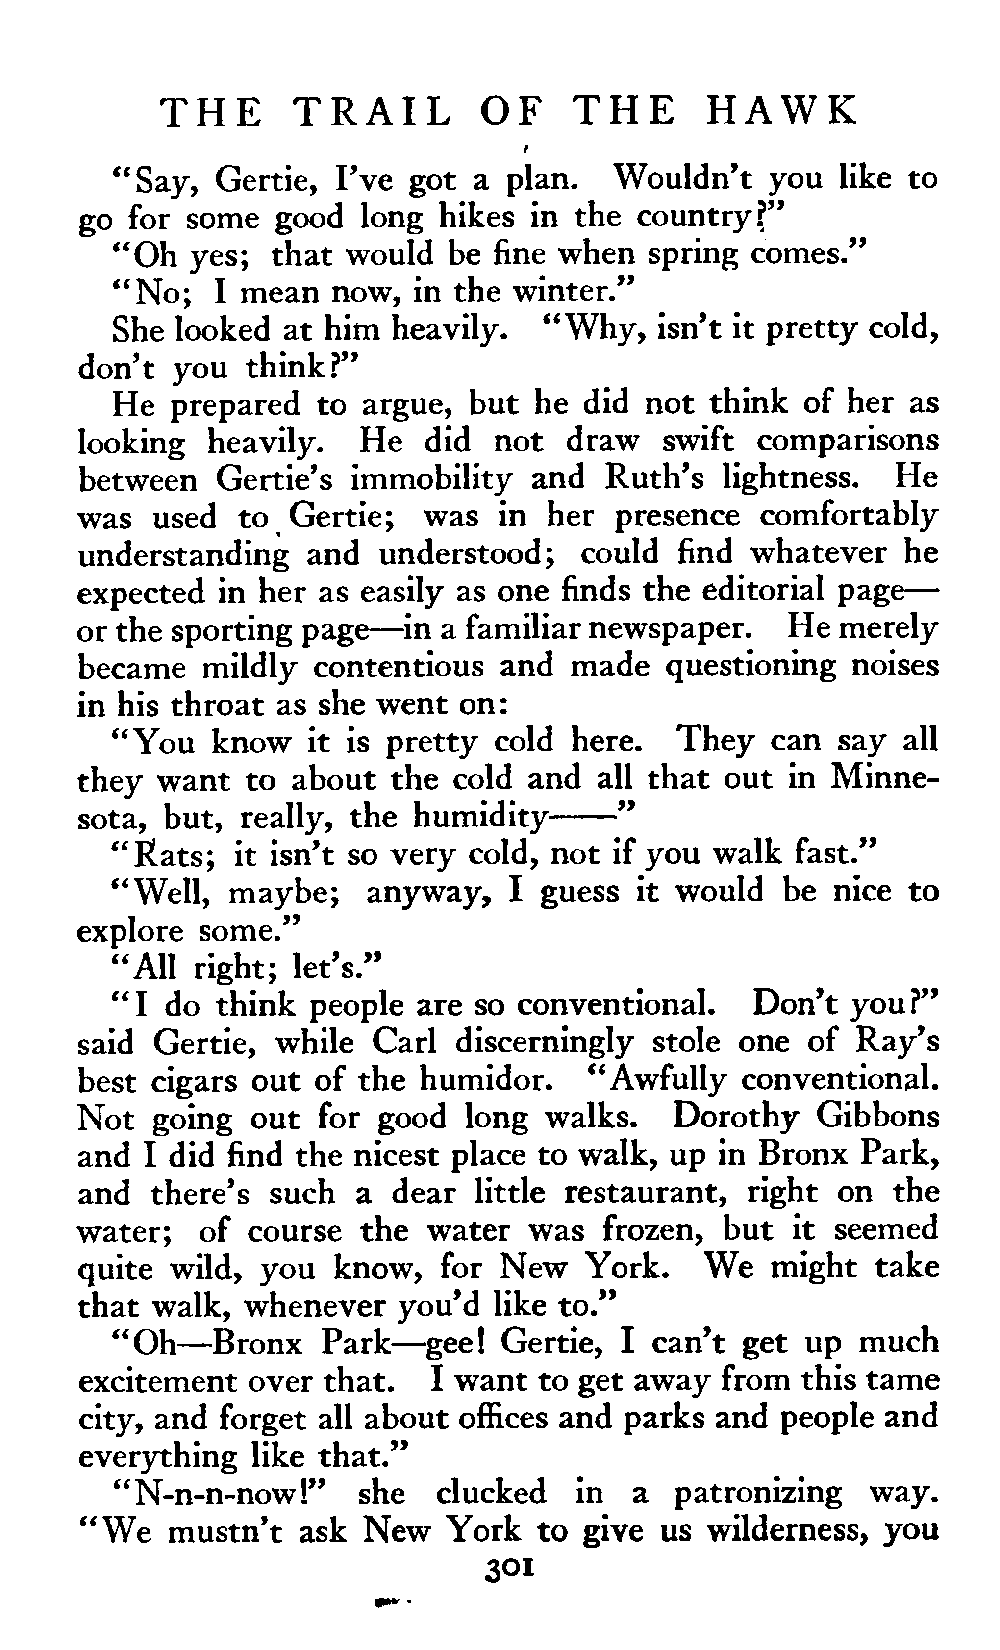 THE TRAIL OF THE HAWK
“Say, Gertie, I’ve got a plan. Wouldn’t you like to
go for some good long hikes in the country?”
“Oh yes; that would be fine when spring comes.”
“No; I mean now, in the winter.”
She looked at him heavily. “Why, isn’t it pretty cold,
don’t you think?”
He prepared to argue, but he did not think of her as
looking heavily. He did not draw swift comparisons
between Gertie’s immobility and Ruth’s lightness. He
was used to Gertie; was in her presence comfortably
understanding and understood; could find whatever he
expected in her as easily as one finds the editorial page—
or the sporting page—in a familiar newspaper. He merely
became mildly contentious and made questioning noises
in his throat as she went on:
“You know it is pretty cold here. They can say all
they want to about the cold and all that out in Minne-
sota, but, really, the humidity——”
“Rats; it isn’t so very cold, not if you walk fast.”
“Well, maybe; anyway, I guess it would be nice to
explore some.”
“All right; let’s.”
“I do think people are so conventional. Don’t you?”
said Gertie, while Carl discerningly stole one of Ray’s
best cigars out of the humidor. “Awfully conventional.
Not going out for good long walks. Dorothy Gibbons
and I did find the nicest place to walk, up in Bronx Park,
and there’s such a dear little restaurant, right on the
water; of course the water was frozen, but it seemed
quite wild, you know, for New York. We might take
that walk, whenever you’d like to.”
“Oh—Bronx Park—gee! Gertie, I can’t get up much
excitement over that. I want to get away from this tame
city, and forget all about offices and parks and people and
everything like that.”
“N-n-n-now!” she clucked in a patronizing way.
“We mustn’t ask New York to give us wilderness, you
301